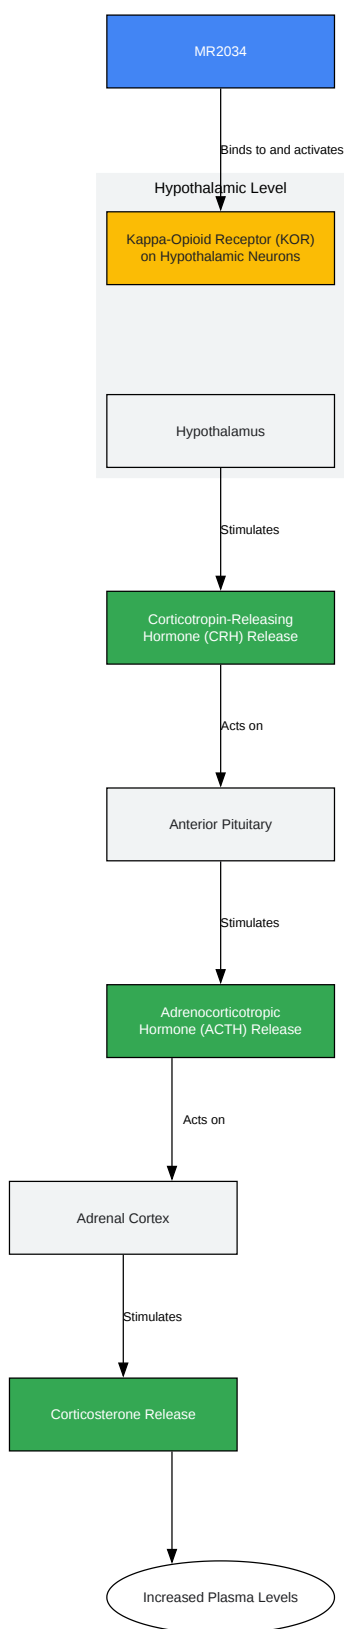 MR2034
Binds to and activates
Hypothalamic Level
Kappa-Opioid Receptor (KOR)
on Hypothalamic Neurons
Hypothalamus
Stimulates
Corticotropin-Releasing
Hormone (CRH) Release
Acts on
Anterior Pituitary
Stimulates
Adrenocorticotropic
Hormone (ACTH) Release
Acts on
Adrenal Cortex
Stimulates
Corticosterone Release
Increased Plasma Levels